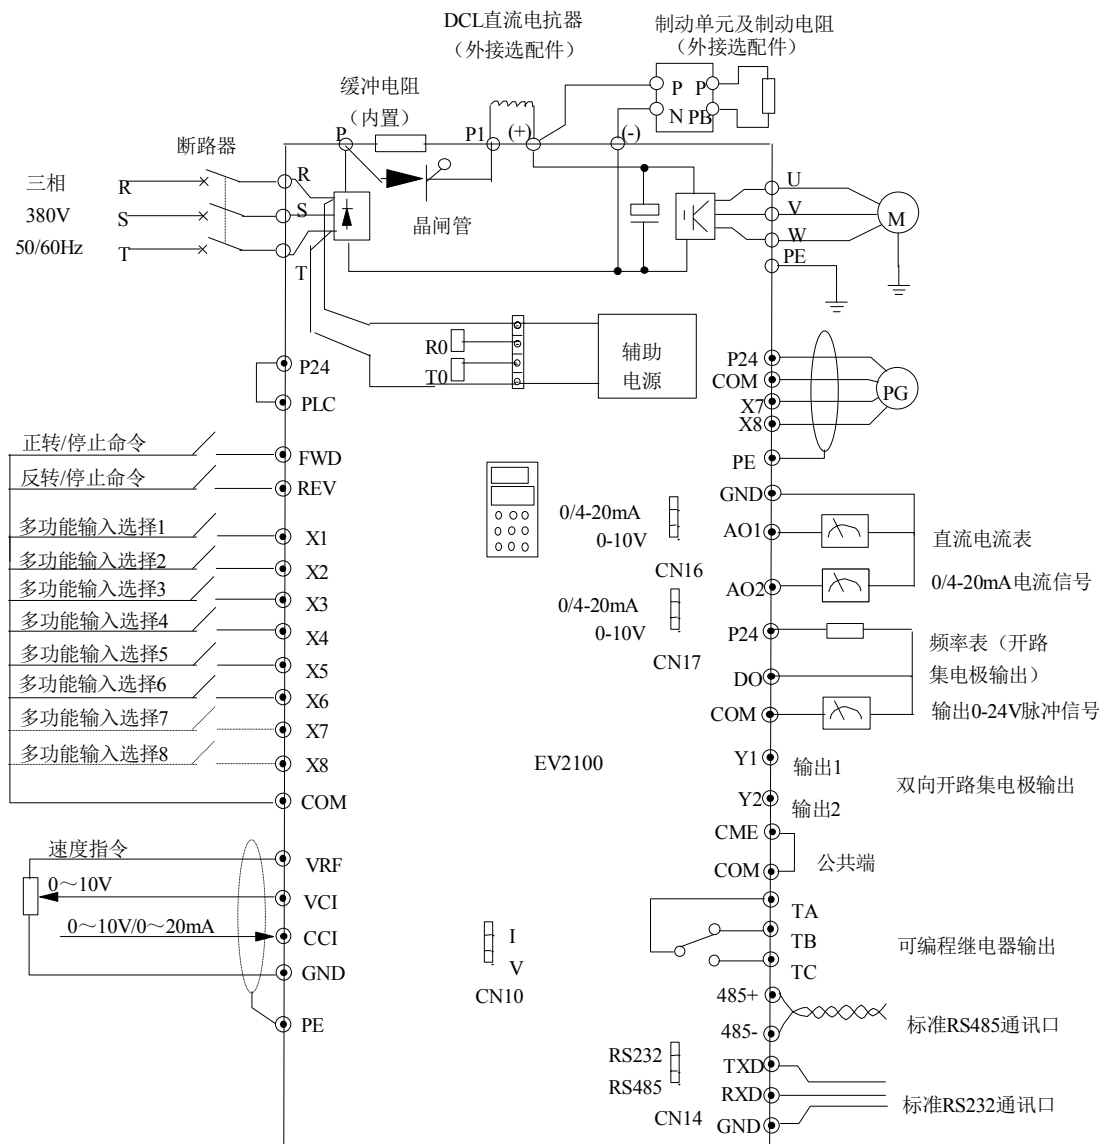 DCL直流电抗器
（外接选配件）
制动单元及制动电阻
（外接选配件）
缓冲电阻
（内置）
P
P1
(+)
(-)
P P
N PB
断路器
三相
380V
50/60Hz
R
S
T
R
S
T
晶闸管
U
V
W
PE
M
R0
T0
辅助
电源
P24
PLC
P24
COM
X7
X8
PE
PG
正转/停止命令
FWD
反转/停止命令
REV
多功能输入选择1
X1
多功能输入选择2
X2
多功能输入选择3
X3
多功能输入选择4
X4
多功能输入选择5
X5
多功能输入选择6
X6
多功能输入选择7
X7
多功能输入选择8
X8
COM
0/4-20mA
0-10V
CN16
0/4-20mA
0-10V
CN17
GND
AO1
直流电流表
AO2
0/4-20mA电流信号
P24
频率表（开路
DO
集电极输出）
COM
输出0-24V脉冲信号
EV2100
Y1
输出1
双向开路集电极输出
Y2
输出2
CME
COM
公共端
速度指令
VRF
0～10V
VCI
0～10V/0～20mA
CCI
GND
PE
I
V
CN10
TA
TB
TC
可编程继电器输出
485+
485-
标准RS485通讯口
RS232
RS485
CN14
TXD
RXD
GND
标准RS232通讯口